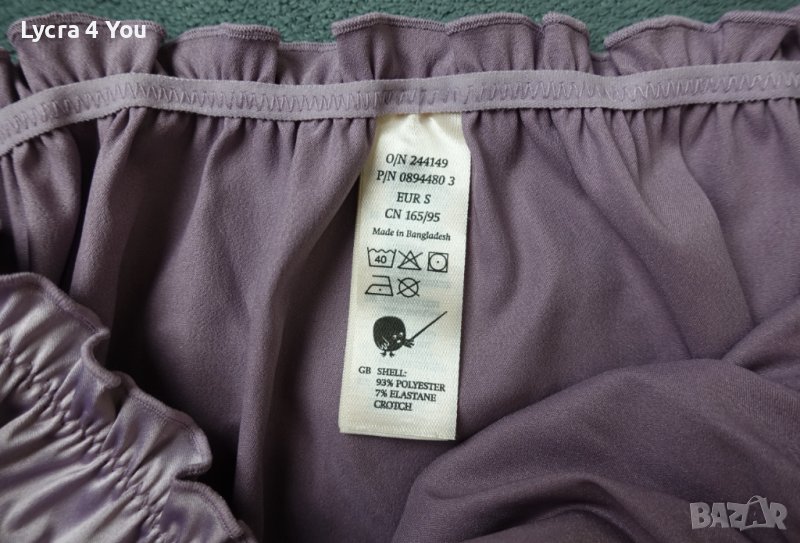 Lycra 4 You
O/N 244149
P/N 0894480 3
EUR S
CN 165/95
Made in Bangladesh
40
GB SHELL:
93% POLYESTER
7% ELASTANE
CROTCH
BAZAR